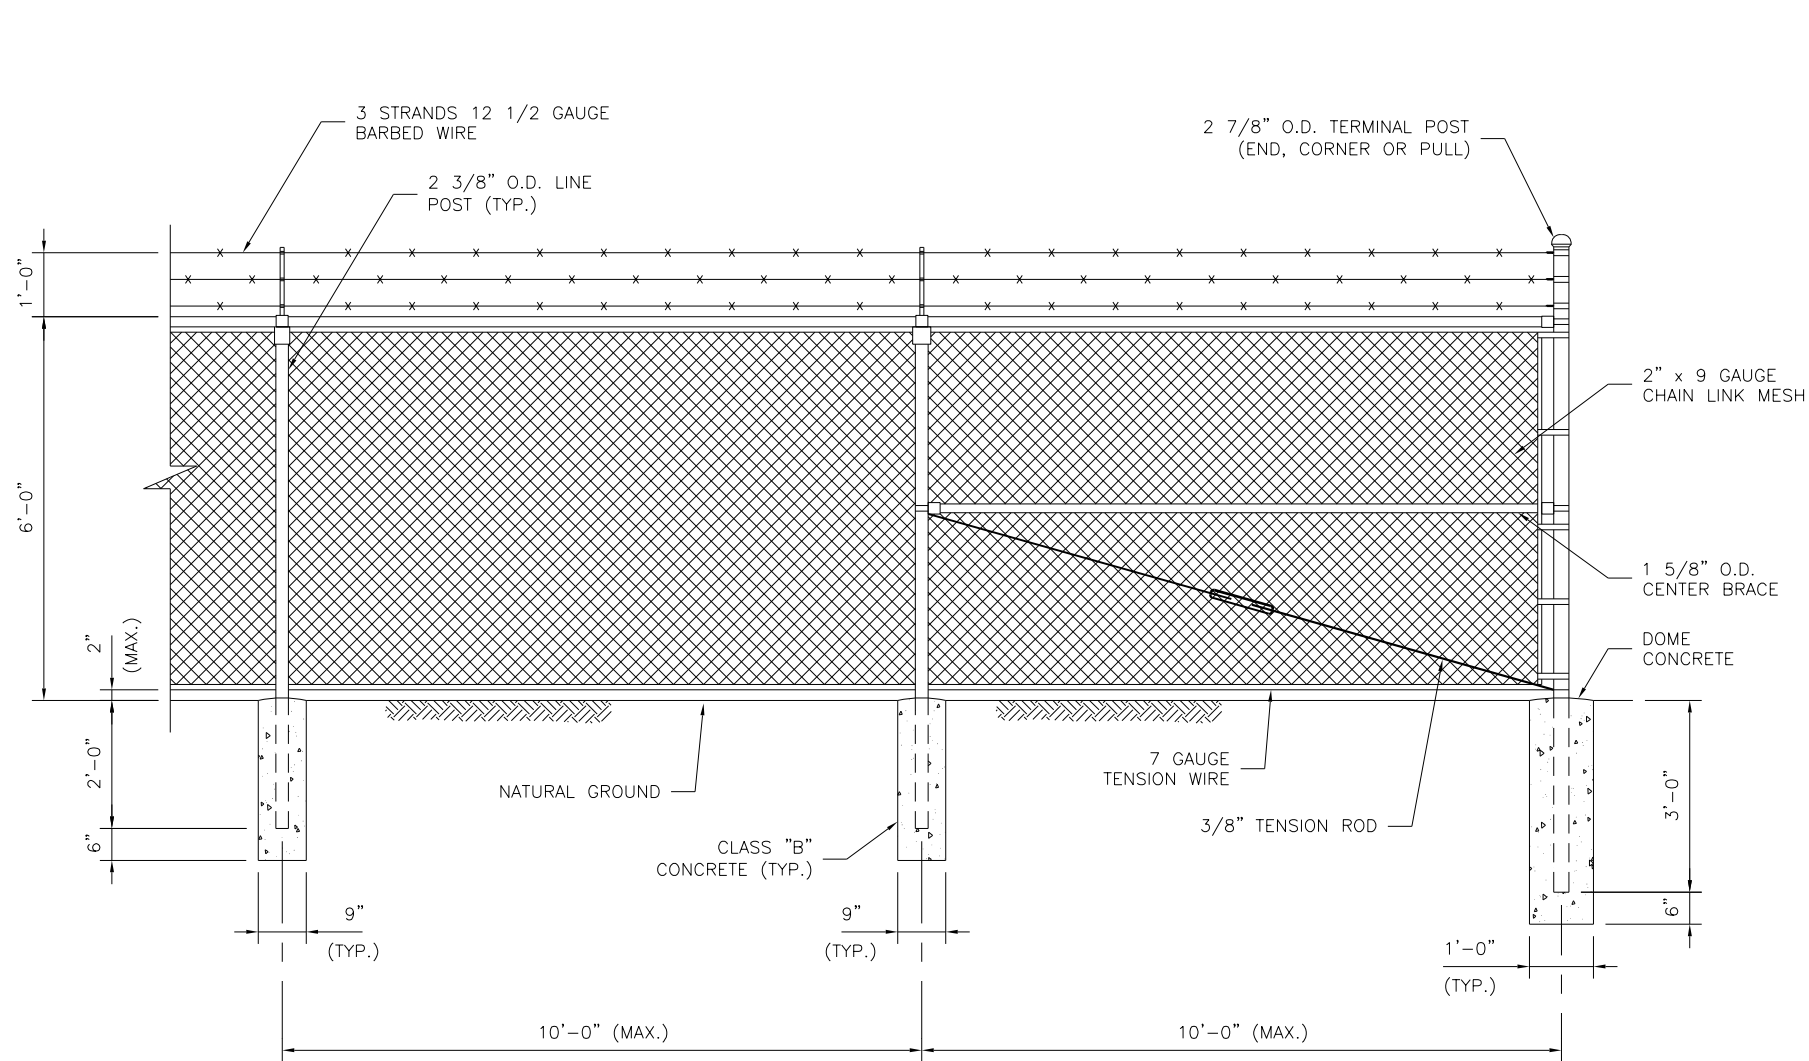 3 STRANDS 12 1/2 GAUGE
BARBED WIRE
2 7/8" O.D. TERMINAL POST
(END, CORNER OR PULL)
2 3/8" O.D. LINE
POST (TYP.)
1'-0"
6'-0"
2" x 9 GAUGE
CHAIN LINK MESH
1 5/8" O.D.
CENTER BRACE
2"
(MAX.)
DOME
CONCRETE
2'-0"
7 GAUGE
TENSION WIRE
NATURAL GROUND
3'-0"
3/8" TENSION ROD
6"
CLASS "B"
CONCRETE (TYP.)
6"
9"
(TYP.)
9"
(TYP.)
1'-0"
(TYP.)
10'-0" (MAX.)
10'-0" (MAX.)